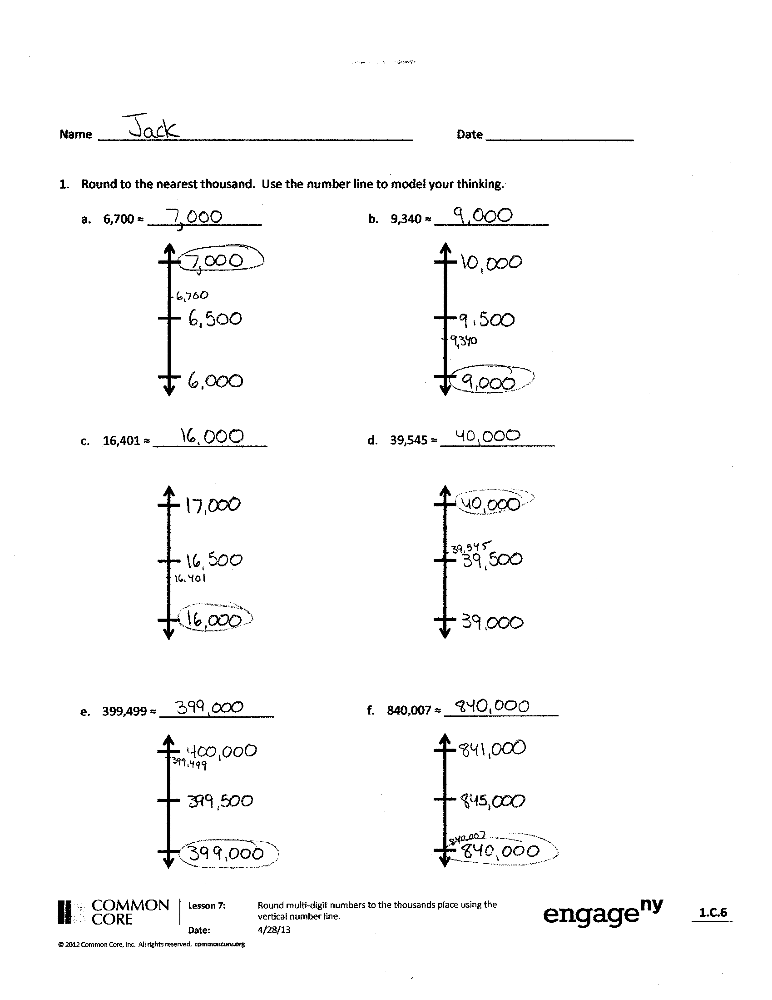 Name Jack Date
1. Round to the nearest thousand. Use the number line to model your thinking.
a. 6,700 ≈ 7,000
b. 9,340 ≈ 9,000
7,000
6,700
6,500
6,000
10,000
9,500
9,340
9,000
c. 16,401 ≈ 16,000
d. 39,545 ≈ 40,000
17,000
16,500
16,401
16,000
40,000
39,545
39,500
39,000
e. 399,499 ≈ 399,000
f. 840,007 ≈ 840,000
400,000
399,499
399,500
399,000
841,000
845,000
840,007
840,000
COMMON
CORE
Lesson 7: Round multi-digit numbers to the thousands place using the
vertical number line.
Date: 4/28/13
engageny
1.C.6
© 2012 Common Core, Inc. All rights reserved. commoncore.org